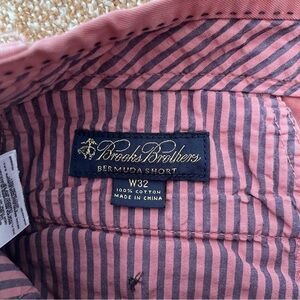 Brooks Brothers
BERMUDA SHORT
W32
100% COTTON
MADE IN CHINA